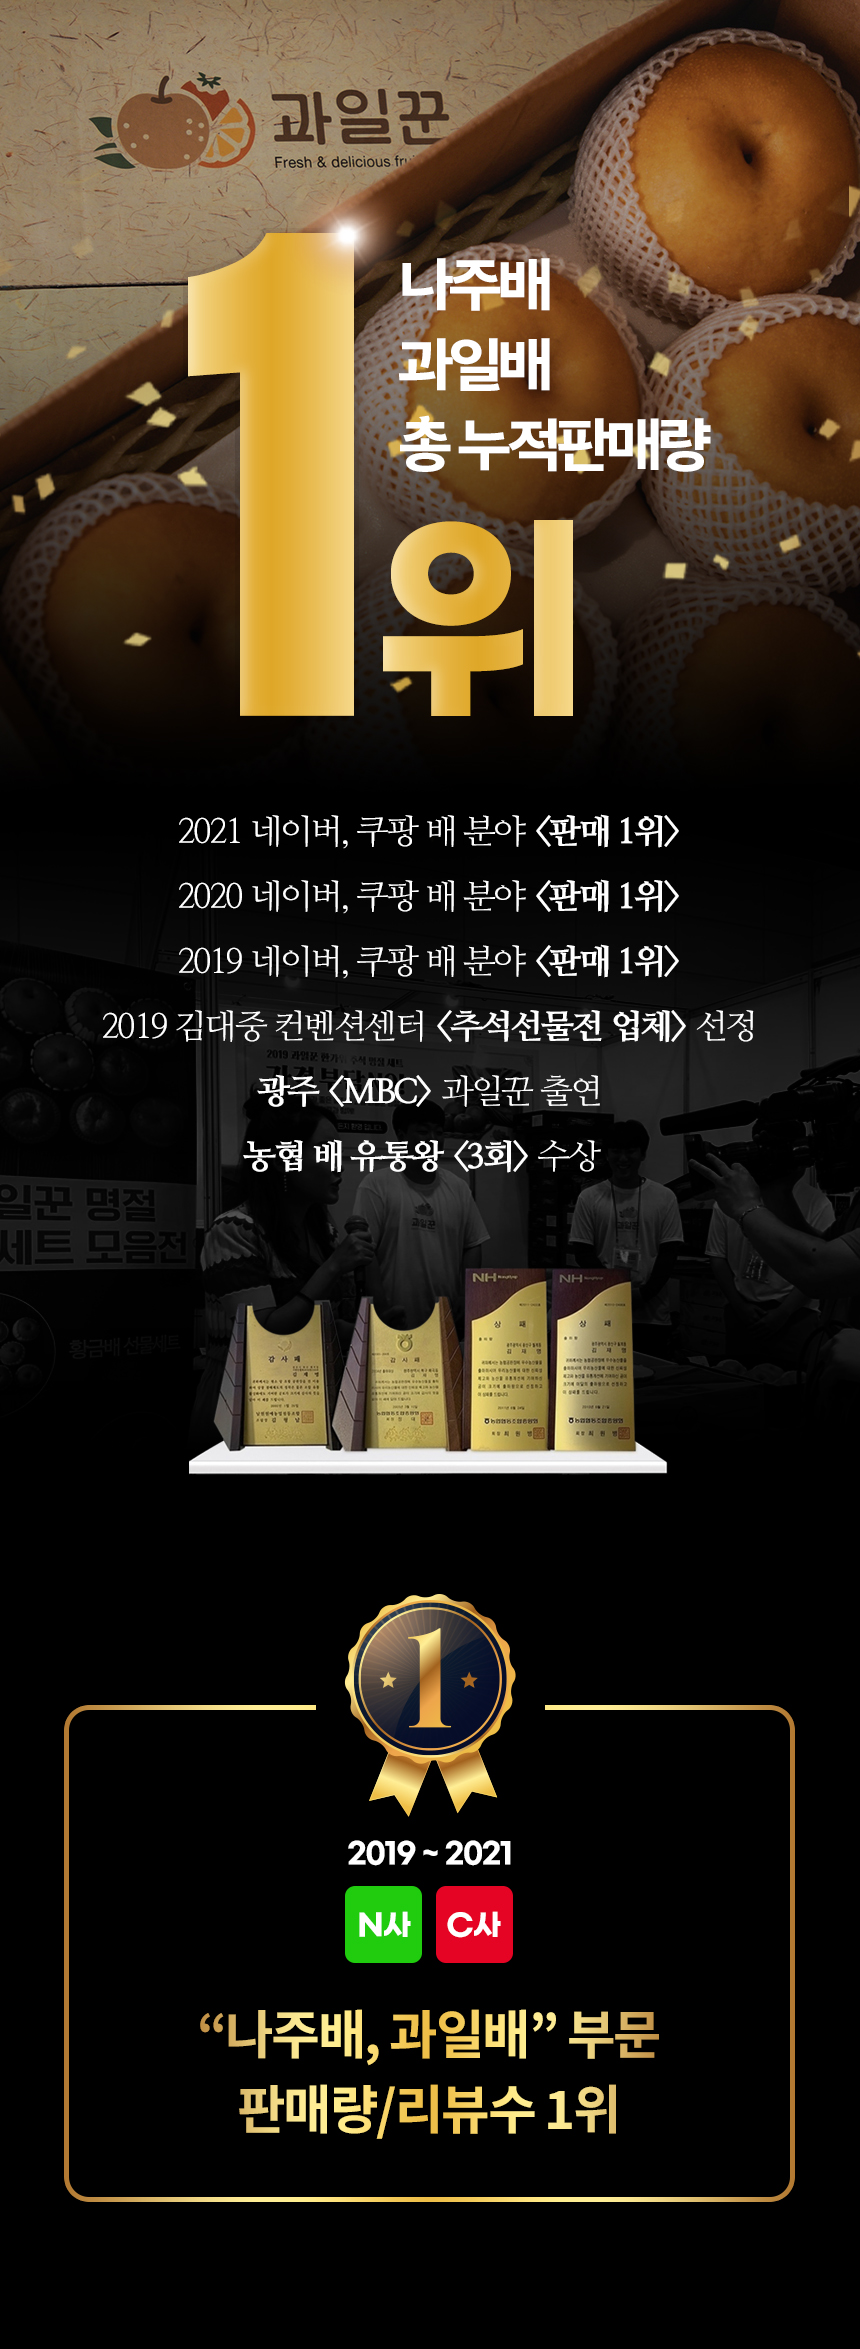 과일꾼
Fresh & delicious
나주배
과일배
총 누적판매량
1위
2021 네이버, 쿠팡 배 분야 <판매 1위>
2020 네이버, 쿠팡 배 분야 <판매 1위>
2019 네이버, 쿠팡 배 분야 <판매 1위>
2019 김대중 컨벤션센터 <추석선물전 업체> 선정
광주 <MBC> 과일꾼 출연
농협 배 유통왕 <3회> 수상
일꾼 명절
세트 모음전
황금배 선물세트
과일꾼
과일꾼
NH
NH
감사패
감사패
상패
상패
1
2019 ~ 2021
N사 C사
“나주배, 과일배” 부문
판매량/리뷰수 1위